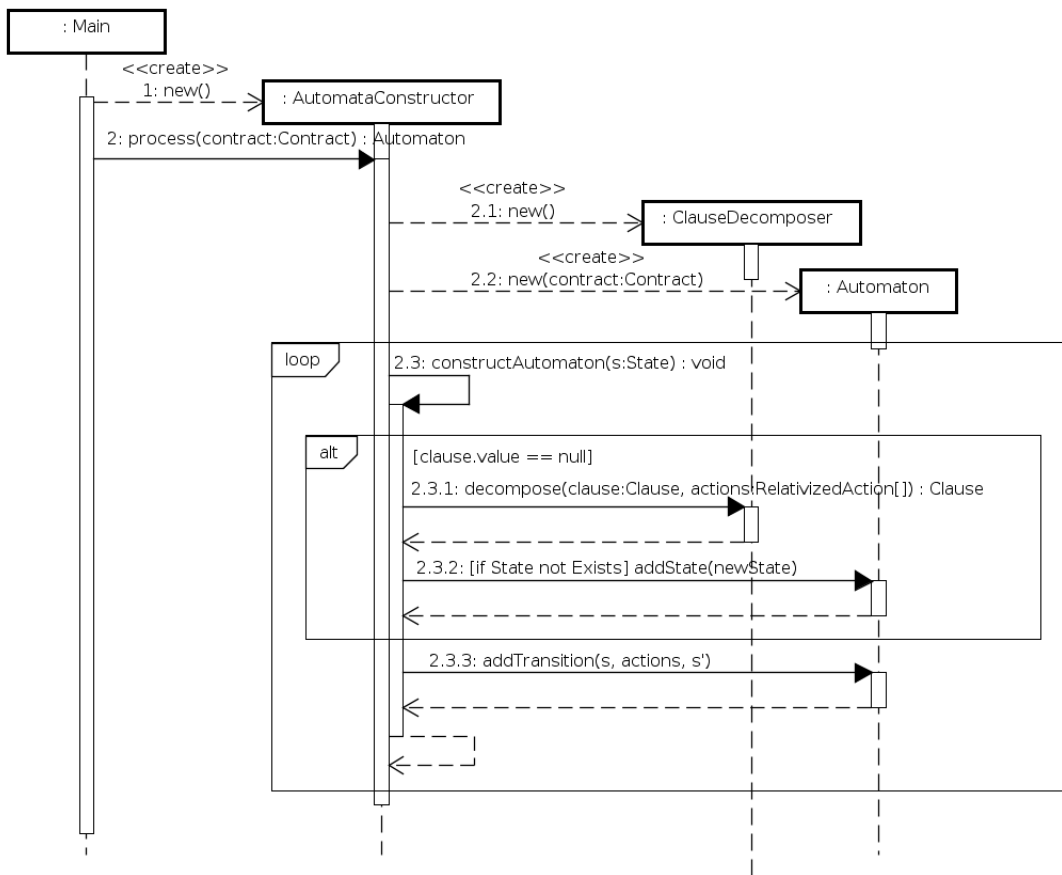 : Main
<<create>>
1: new()
: AutomataConstructor
2: process(contract:Contract) : Automaton
<<create>>
2.1: new()
: ClauseDecomposer
<<create>>
2.2: new(contract:Contract)
: Automaton
loop
2.3: constructAutomaton(s:State) : void
alt
[clause.value == null]
2.3.1: decompose(clause:Clause, actions:RelativizedAction[]) : Clause
2.3.2: [if State not Exists] addState(newState)
2.3.3: addTransition(s, actions, s')